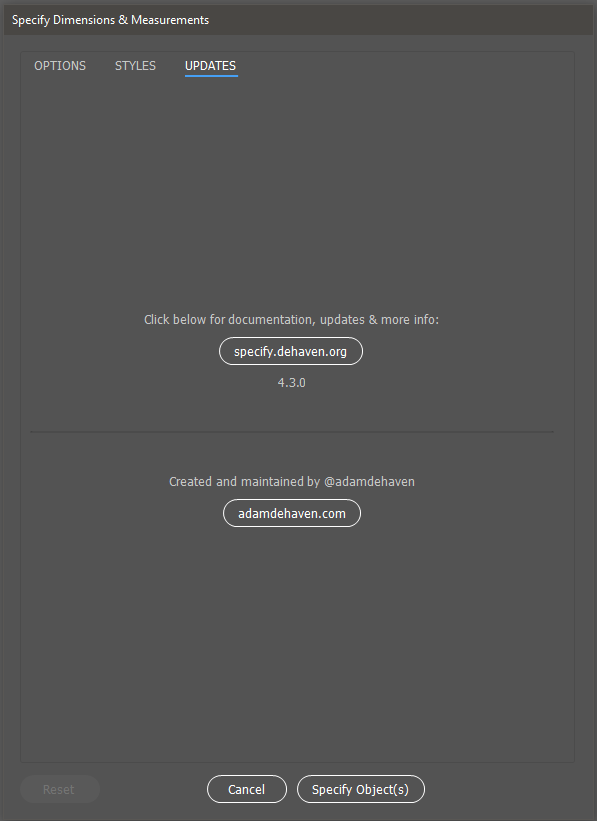 Specify Dimensions & Measurements
OPTIONS STYLES UPDATES
Click below for documentation, updates & more info:
specify.dehaven.org
4.3.0
Created and maintained by @adamdehaven
adamdehaven.com
Reset Cancel Specify Object(s)